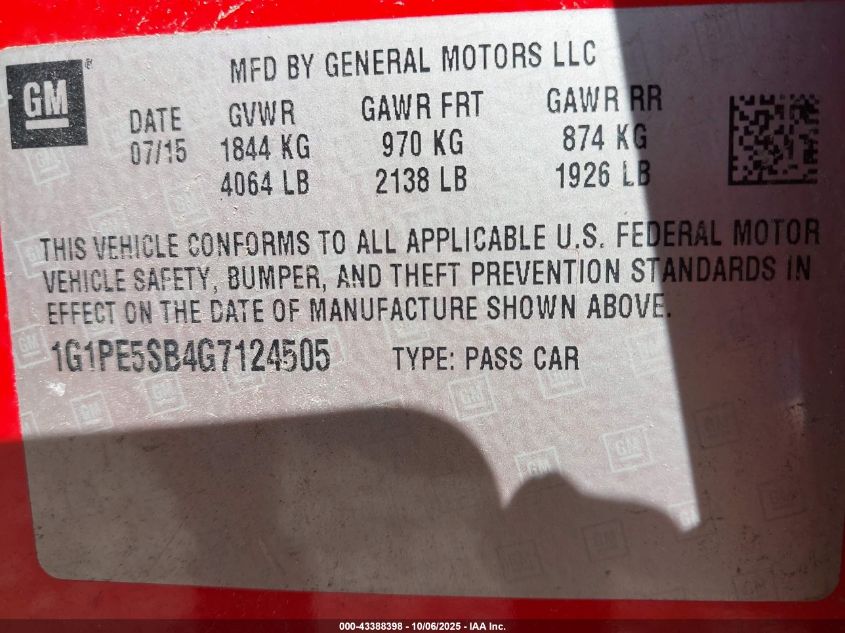 GM ® MFD BY GENERAL MOTORS LLC
DATE GVWR GAWR FRT GAWR RR
07/15 1844 KG 970 KG 874 KG
4064 LB 2138 LB 1926 LB
THIS VEHICLE CONFORMS TO ALL APPLICABLE U.S. FEDERAL MOTOR
VEHICLE SAFETY, BUMPER, AND THEFT PREVENTION STANDARDS IN
EFFECT ON THE DATE OF MANUFACTURE SHOWN ABOVE.
1G1PE5SB4G7124505 TYPE: PASS CAR
000-43388398 - 10/06/2025 - IAA Inc.